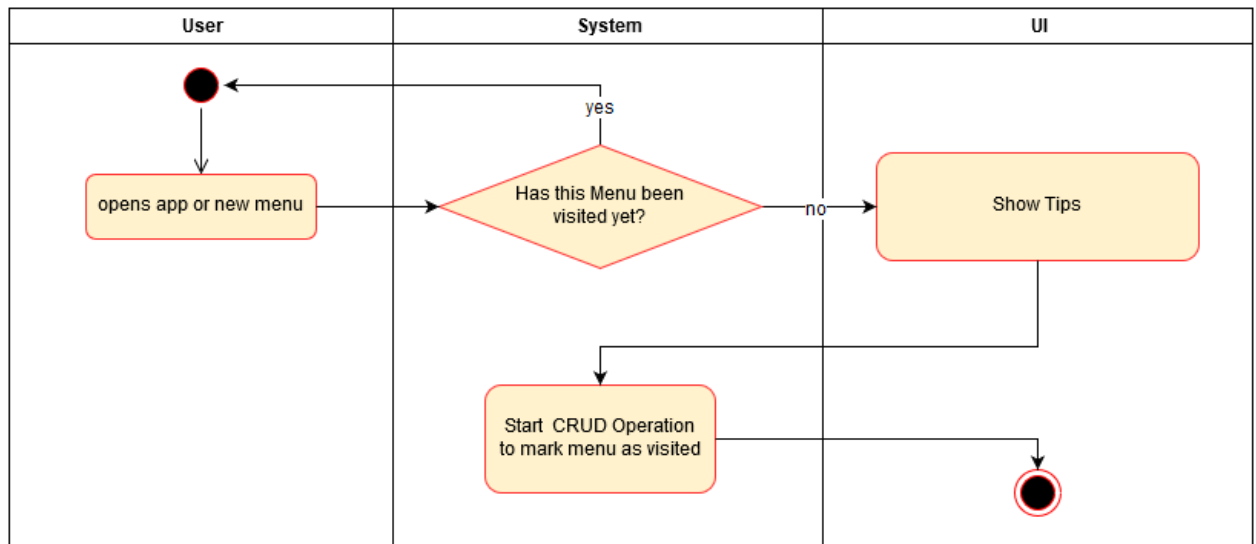 User
System
UI
yes
opens app or new menu
Has this Menu been
visited yet?
no
Show Tips
Start  CRUD Operation
to mark menu as visited